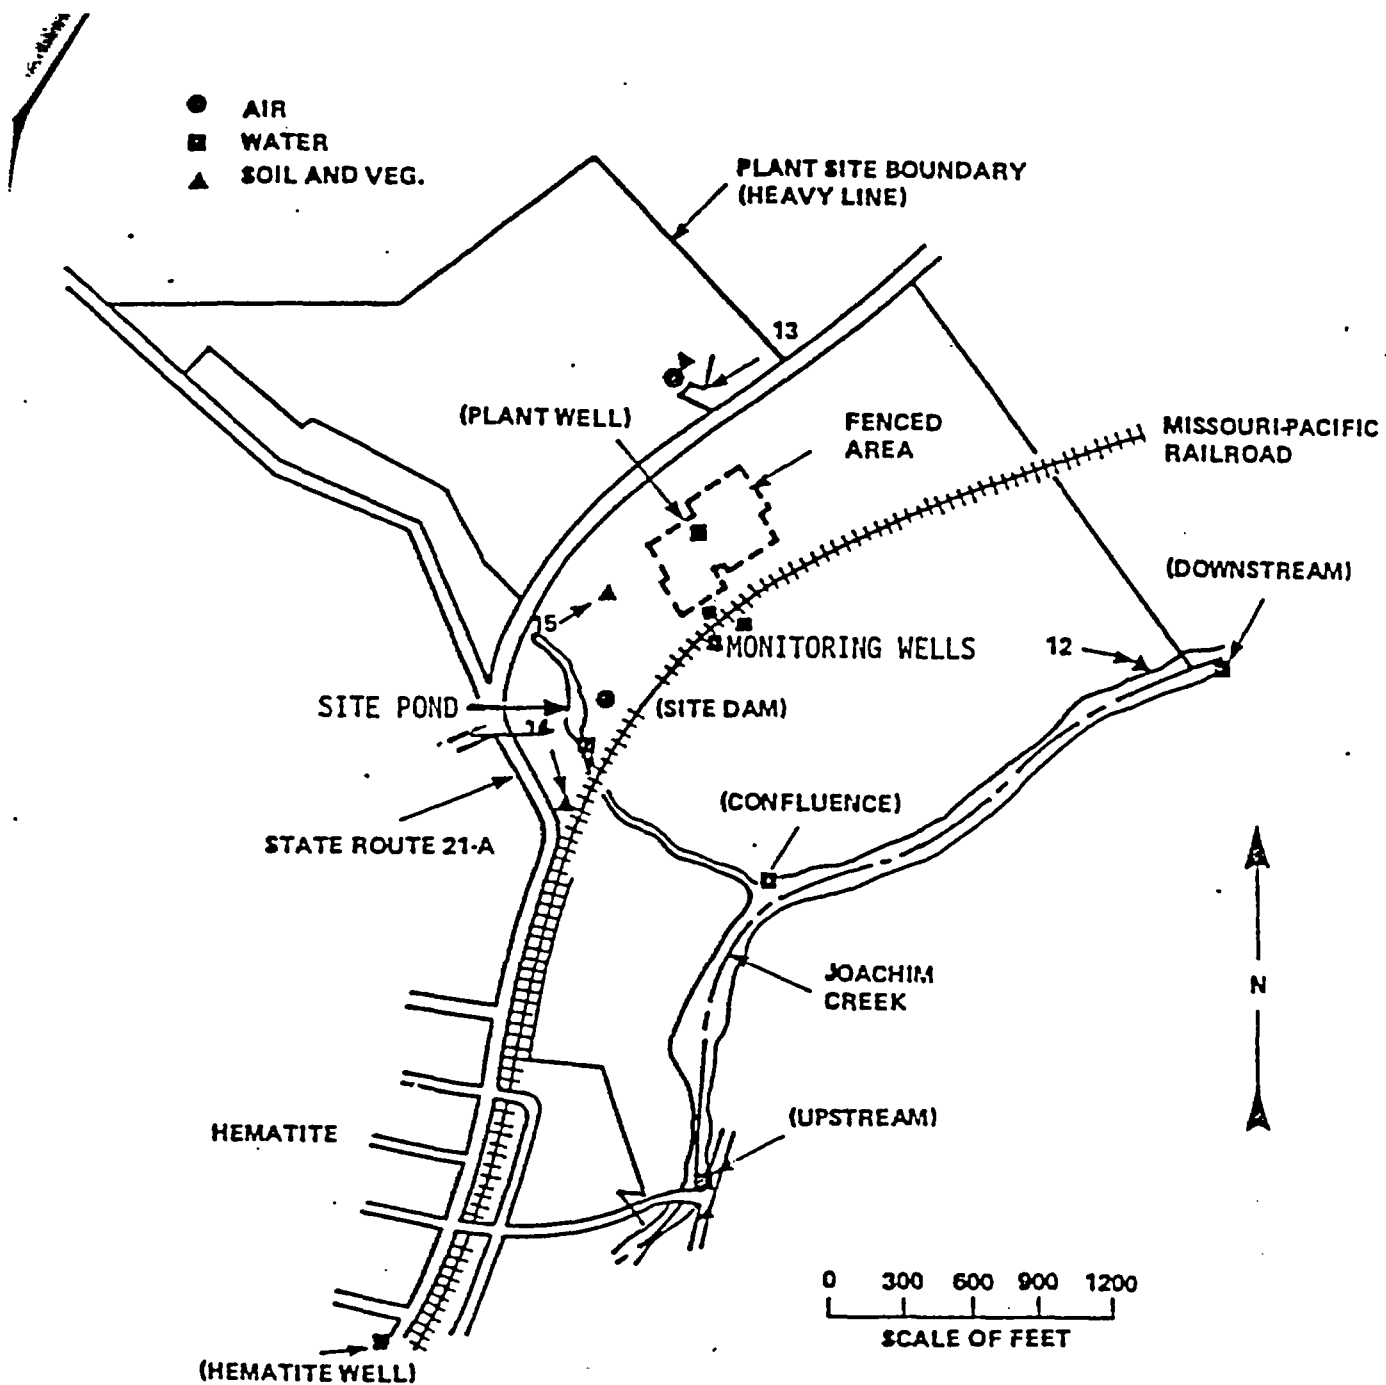 AIR
WATER
SOIL AND VEG.
PLANT SITE BOUNDARY
(HEAVY LINE)
13
(PLANT WELL)
FENCED
AREA
MISSOURI-PACIFIC
RAILROAD
(DOWNSTREAM)
15
12
MONITORING WELLS
SITE POND
(SITE DAM)
14
(CONFLUENCE)
STATE ROUTE 21-A
JOACHIM
CREEK
N
HEMATITE
(UPSTREAM)
0 300 600 900 1200
SCALE OF FEET
(HEMATITE WELL)